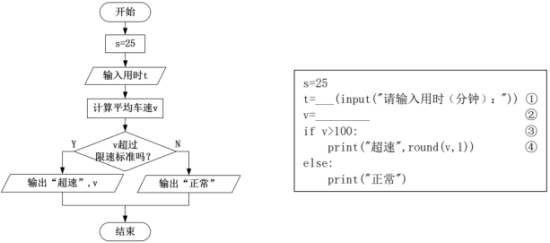 开始
s=25
输入用时t
计算平均车速v
v超过
限速标准吗?
Y
N
输出“超速”,v
输出“正常”
结束
s=25
t=___(input("请输入用时(分钟):")) ①
v=_________ ②
if v>100: ③
    print("超速",round(v,1)) ④
else:
    print("正常")